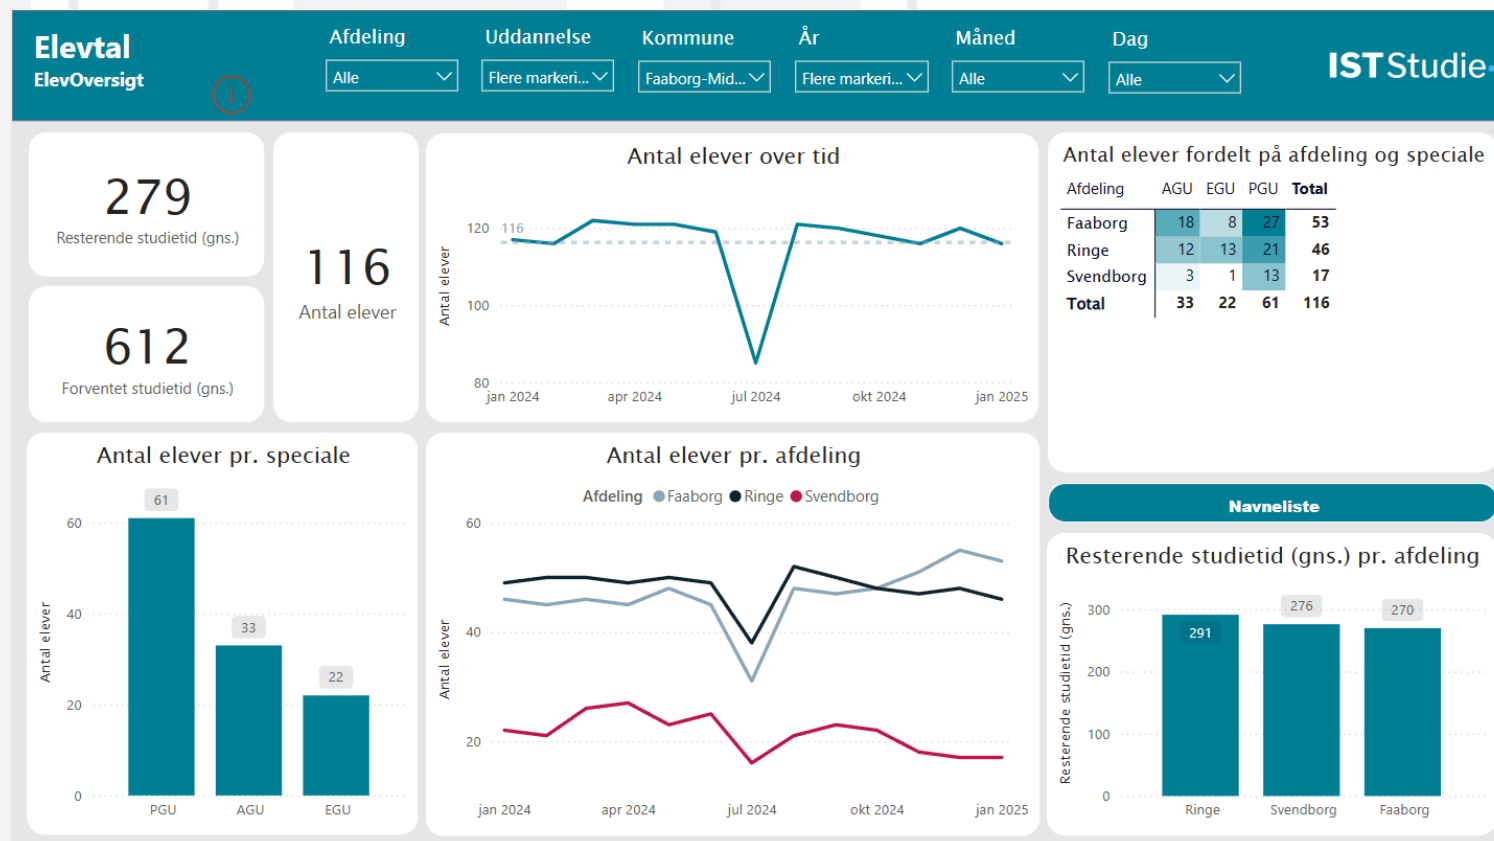 Elevtal
ElevOversigt
Afdeling
Alle
Uddannelse
Flere markeri...
Kommune
Faaborg-Mid...
År
Flere markeri...
Måned
Alle
Dag
Alle
IST Studie
279
Resterende studietid (gns.)
612
Forventet studietid (gns.)
116
Antal elever
Antal elever over tid
Antal elever
120
100
80
116
jan 2024 apr 2024 jul 2024 okt 2024 jan 2025
Antal elever fordelt på afdeling og speciale
Afdeling AGU EGU PGU Total
Faaborg 18 8 27 53
Ringe 12 13 21 46
Svendborg 3 1 13 17
Total 33 22 61 116
Antal elever pr. speciale
Antal elever
60
40
20
0
61
33
22
PGU AGU EGU
Antal elever pr. afdeling
Afdeling Faaborg Ringe Svendborg
Antal elever
60
40
20
jan 2024 apr 2024 jul 2024 okt 2024 jan 2025
Navneliste
Resterende studietid (gns.) pr. afdeling
Resterende studietid (gns.)
300
200
100
0
291
276
270
Ringe Svendborg Faaborg